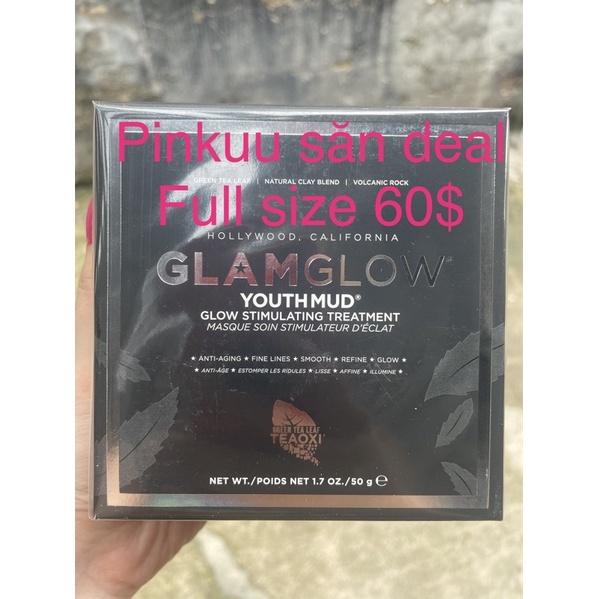 Pinkuu săn deal
GREEN TEA LEAF | NATURAL CLAY BLEND | VOLCANIC ROCK
Full size 60$
HOLLYWOOD, CALIFORNIA
GLAMGLOW
YOUTHMUD®
GLOW STIMULATING TREATMENT
MASQUE SOIN STIMULATEUR D'ÉCLAT
★ ANTI-AGING ★ FINE LINES ★ SMOOTH ★ REFINE ★ GLOW ★
★ ANTI-ÂGE ★ ESTOMPER LES RIDULES ★ LISSE ★ AFFINE ★ ILLUMINE ★
GREEN TEA LEAF
TEAOXI
NET WT./POIDS NET 1.7 OZ./50 g ℮